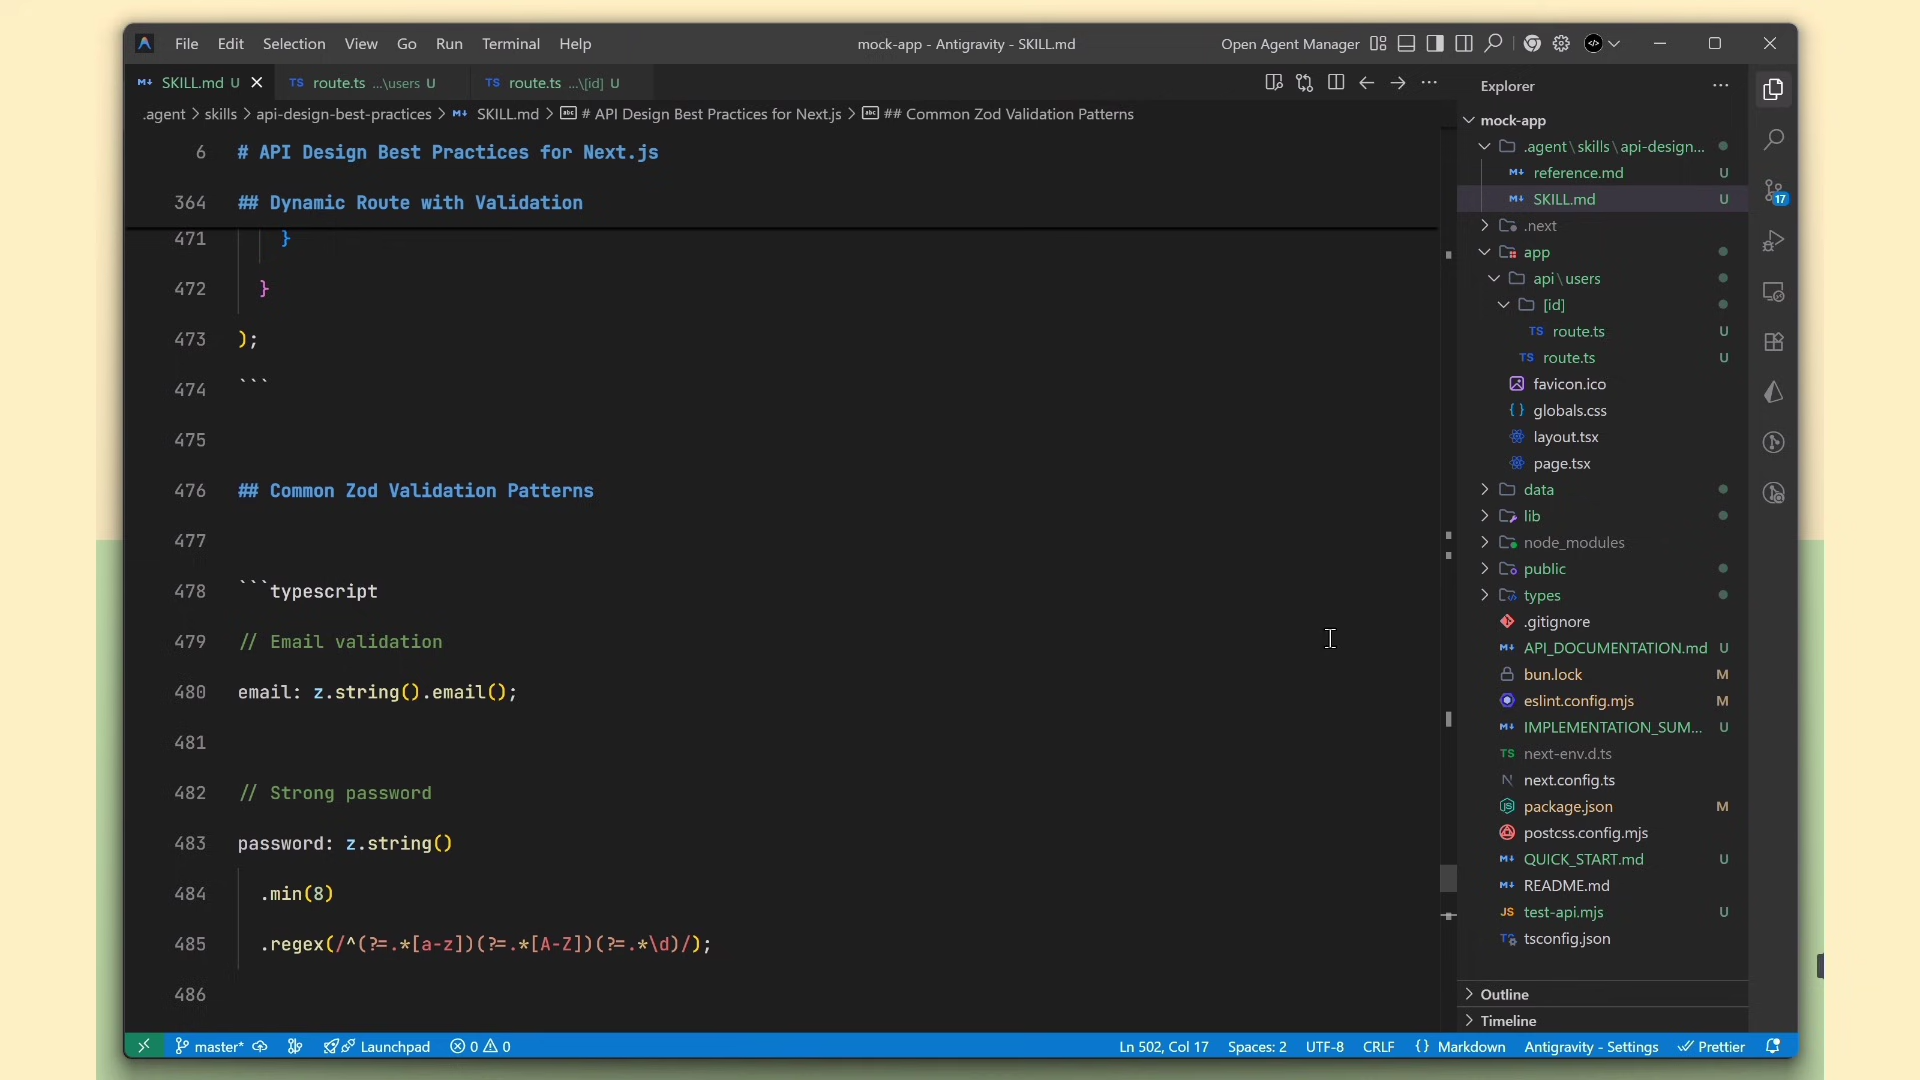 File Edit Selection View Go Run Terminal Help
mock-app - Antigravity - SKILL.md
Open Agent Manager
SKILL.md U
TS route.ts ...\users U
TS route.ts ...\[id] U
.agent > skills > api-design-best-practices > SKILL.md > # API Design Best Practices for Next.js > ## Common Zod Validation Patterns
6 # API Design Best Practices for Next.js
364 ## Dynamic Route with Validation
471 }
472 }
473 );
474 ```
475
476 ## Common Zod Validation Patterns
477
478 ```typescript
479 // Email validation
480 email: z.string().email();
481
482 // Strong password
483 password: z.string()
484 .min(8)
485 .regex(/^(?=.*[a-z])(?=.*[A-Z])(?=.*\d)/);
486
Explorer
mock-app
.agent\skills\api-design...
reference.md U
SKILL.md U
.next
app
api\users
[id]
TS route.ts U
TS route.ts U
favicon.ico
{} globals.css
layout.tsx
page.tsx
data
lib
node_modules
public
types
.gitignore
API_DOCUMENTATION.md U
bun.lock M
eslint.config.mjs M
IMPLEMENTATION_SUM... U
TS next-env.d.ts
next.config.ts
package.json M
postcss.config.mjs
QUICK_START.md U
README.md
JS test-api.mjs U
tsconfig.json
Outline
Timeline
17
master*
Launchpad
0 0
Ln 502, Col 17
Spaces: 2
UTF-8
CRLF
{} Markdown
Antigravity - Settings
Prettier